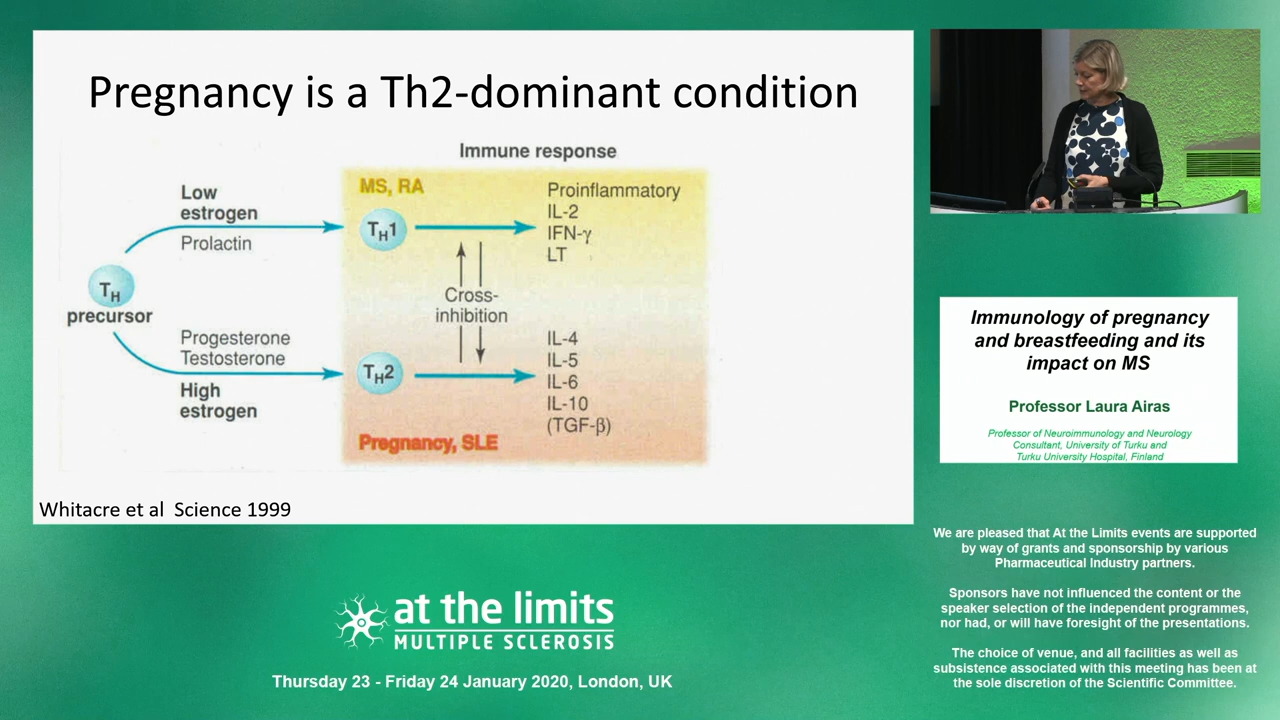 Pregnancy is a Th2-dominant condition
Immune response
MS, RA
Low
estrogen
Prolactin
TH1
Proinflammatory
IL-2
IFN-γ
LT
TH
precursor
Cross-
inhibition
Progesterone
Testosterone
High
estrogen
TH2
IL-4
IL-5
IL-6
IL-10
(TGF-β)
Pregnancy, SLE
Whitacre et al  Science 1999
Immunology of pregnancy
and breastfeeding and its
impact on MS
Professor Laura Airas
Professor of Neuroimmunology and Neurology
Consultant, University of Turku and
Turku University Hospital, Finland
We are pleased that At the Limits events are supported
by way of grants and sponsorship by various
Pharmaceutical Industry partners.
Sponsors have not influenced the content or the
speaker selection of the independent programmes,
nor had, or will have foresight of the presentations.
The choice of venue, and all facilities as well as
subsistence associated with this meeting has been at
the sole discretion of the Scientific Committee.
at the limits
MULTIPLE SCLEROSIS
Thursday 23 - Friday 24 January 2020, London, UK